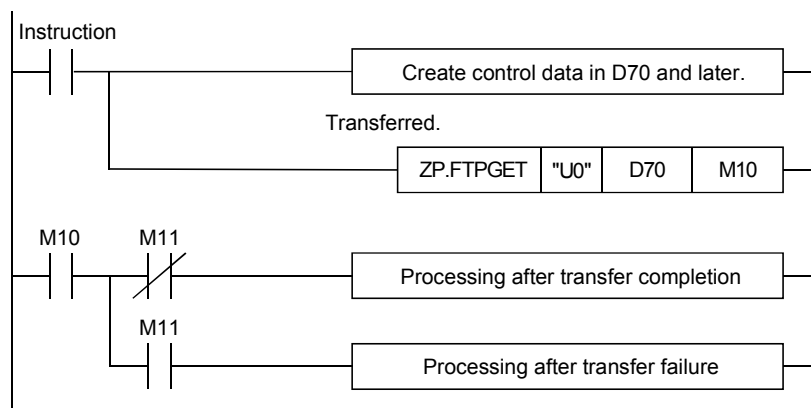 Instruction
Create control data in D70 and later.
Transferred.
ZP.FTPGET "U0" D70 M10
M10 M11
Processing after transfer completion
M11
Processing after transfer failure